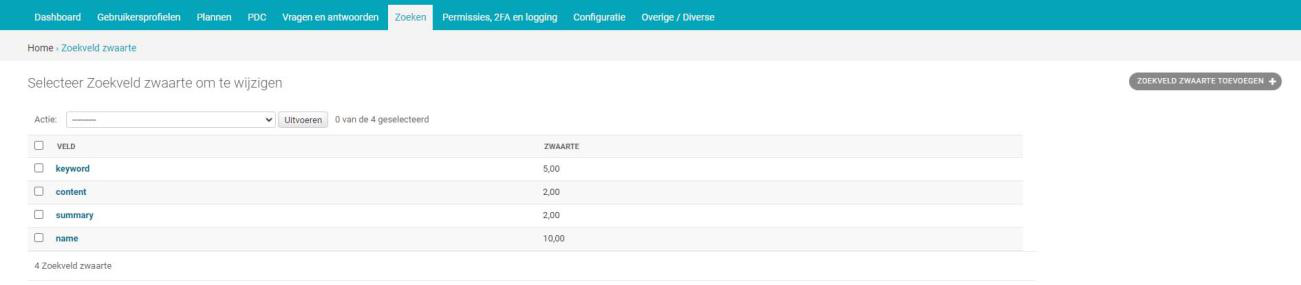 Dashboard Gebruikersprofielen Plannen PDC Vragen en antwoorden Zoeken Permissies, 2FA en logging Configuratie Overige / Diverse
Home › Zoekveld zwaarte
Selecteer Zoekveld zwaarte om te wijzigen
ZOEKVELD ZWAARTE TOEVOEGEN +
Actie: --------- Uitvoeren 0 van de 4 geselecteerd
VELD ZWAARTE
keyword 5,00
content 2,00
summary 2,00
name 10,00
4 Zoekveld zwaarte